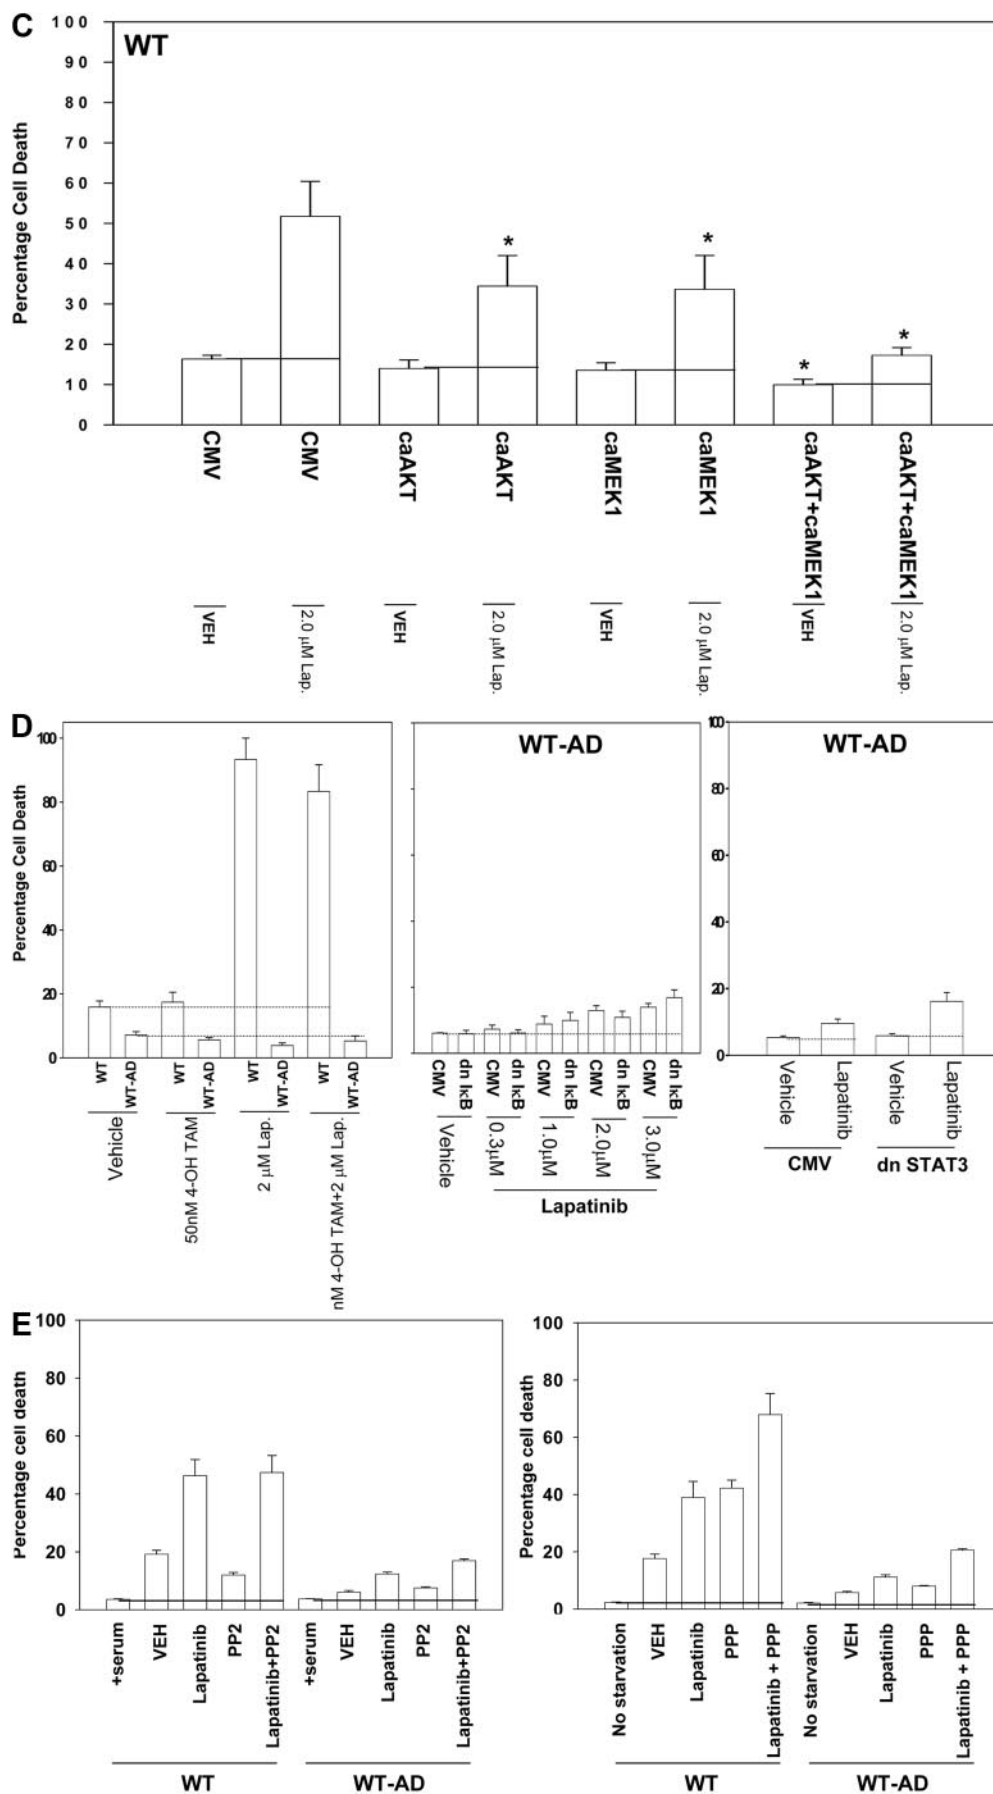 C
WT
Percentage Cell Death
100
90
80
70
60
50
40
30
20
10
0
*
*
*
*
CMV
CMV
caAKT
caAKT
caMEK1
caMEK1
caAKT+caMEK1
caAKT+caMEK1
VEH
2.0 μM Lap.
VEH
2.0 μM Lap.
VEH
2.0 μM Lap.
VEH
2.0 μM Lap.
D
Percentage Cell Death
100
80
60
40
20
0
WT
WT-AD
WT
WT-AD
WT
WT-AD
WT
WT-AD
Vehicle
50nM 4-OH TAM
2 μM Lap.
nM 4-OH TAM+2 μM Lap.
WT-AD
CMV
dn IκB
CMV
dn IκB
CMV
dn IκB
CMV
dn IκB
CMV
dn IκB
Vehicle
0.3μM
1.0μM
2.0μM
3.0μM
Lapatinib
WT-AD
100
80
60
40
20
0
Vehicle
Lapatinib
Vehicle
Lapatinib
CMV
dn STAT3
E
Percentage cell death
100
80
60
40
20
0
+serum
VEH
Lapatinib
PP2
Lapatinib+PP2
+serum
VEH
Lapatinib
PP2
Lapatinib+PP2
WT
WT-AD
Percentage cell death
100
80
60
40
20
0
No starvation
VEH
Lapatinib
PPP
Lapatinib + PPP
No starvation
VEH
Lapatinib
PPP
Lapatinib + PPP
WT
WT-AD